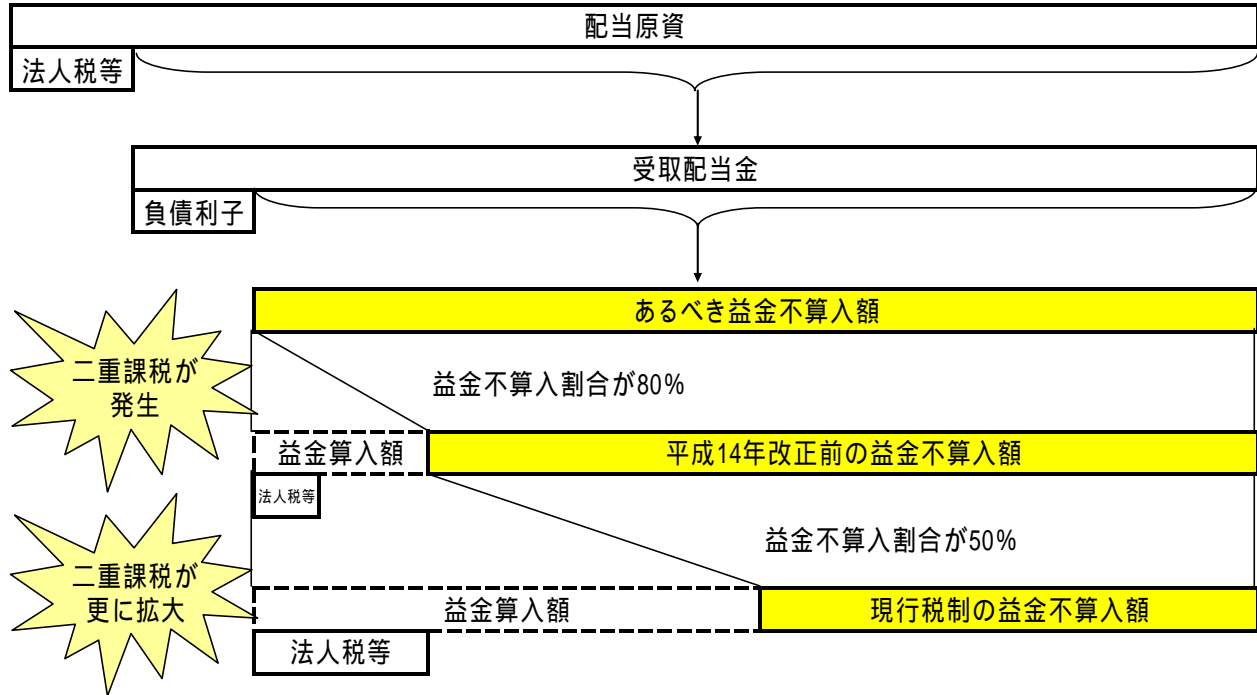 配当原資
法人税等
受取配当金
負債利子
あるべき益金不算入額
二重課税が
発生
益金不算入割合が80%
益金算入額
平成14年改正前の益金不算入額
法人税等
益金不算入割合が50%
二重課税が
更に拡大
益金算入額
現行税制の益金不算入額
法人税等